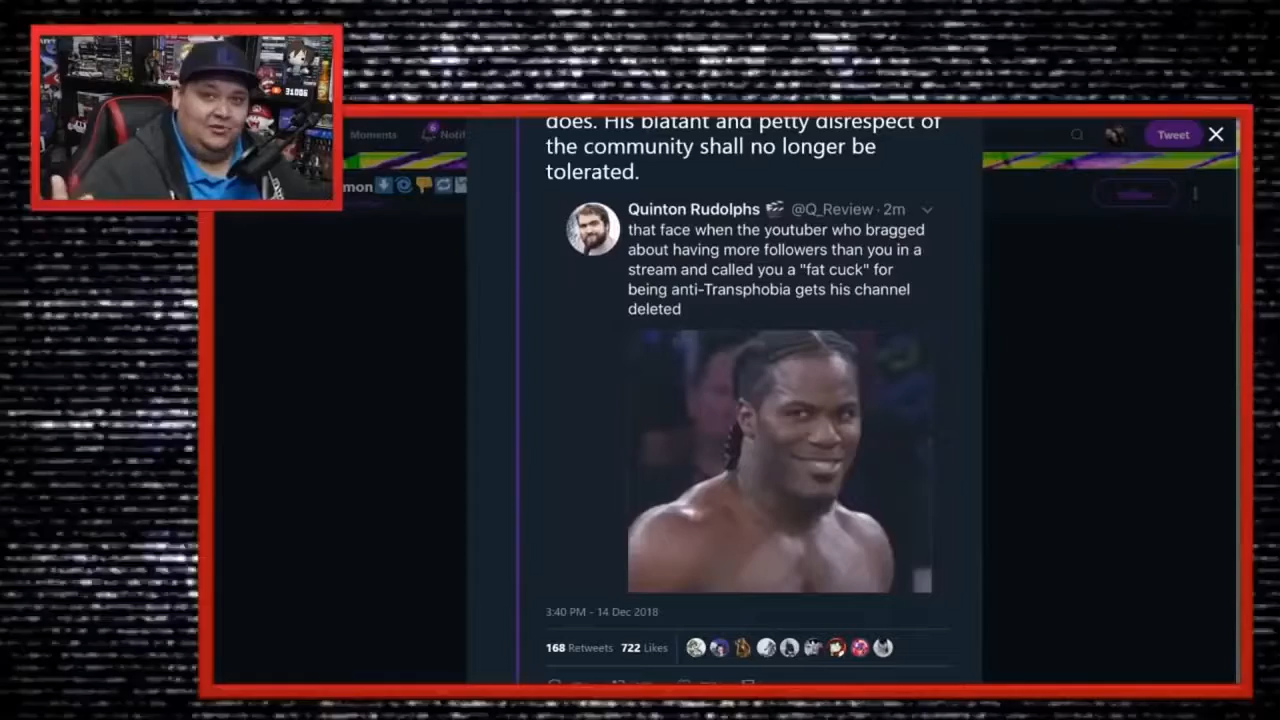 31006
Moments
Notif
Tweet
mon
does. His blatant and petty disrespect of
the community shall no longer be
tolerated.
Quinton Rudolphs @Q_Review · 2m
that face when the youtuber who bragged
about having more followers than you in a
stream and called you a "fat cuck" for
being anti-Transphobia gets his channel
deleted
3:40 PM - 14 Dec 2018
168 Retweets 722 Likes